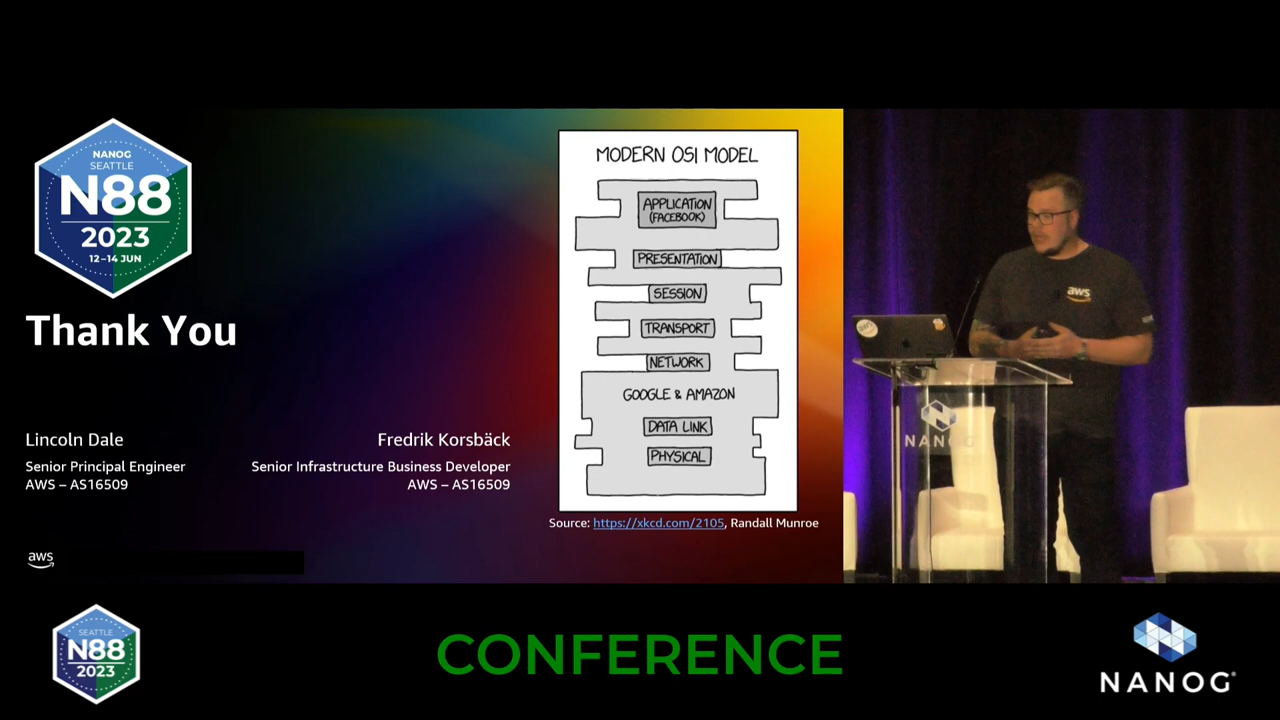 NANOG
SEATTLE
N88
2023
12–14 JUN
Thank You
Lincoln Dale
Senior Principal Engineer
AWS – AS16509
Fredrik Korsbäck
Senior Infrastructure Business Developer
AWS – AS16509
aws
MODERN OSI MODEL
APPLICATION
(FACEBOOK)
PRESENTATION
SESSION
TRANSPORT
NETWORK
GOOGLE & AMAZON
DATA LINK
PHYSICAL
Source: https://xkcd.com/2105, Randall Munroe
aws
NANOG
SEATTLE
N88
2023
CONFERENCE
NANOG®